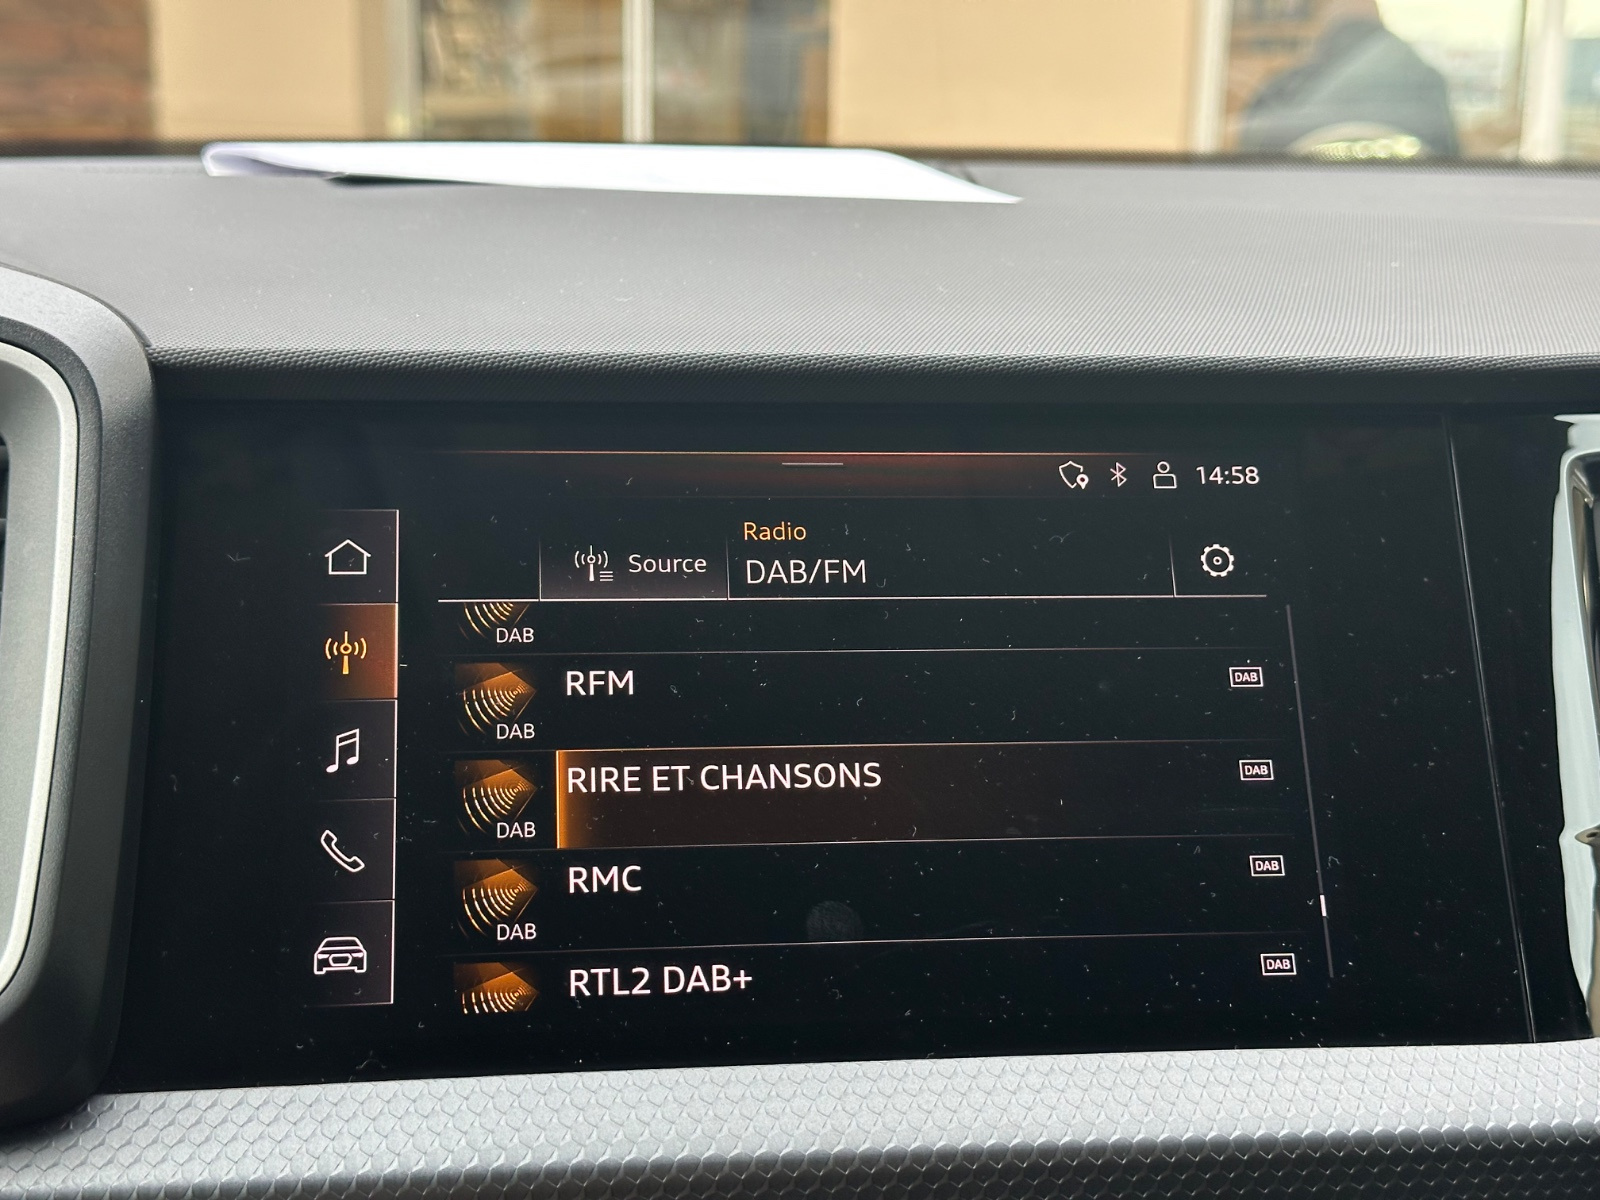 14:58
Radio
Source
DAB/FM
DAB
RFM
DAB
DAB
RIRE ET CHANSONS
DAB
DAB
RMC
DAB
DAB
RTL2 DAB+
DAB